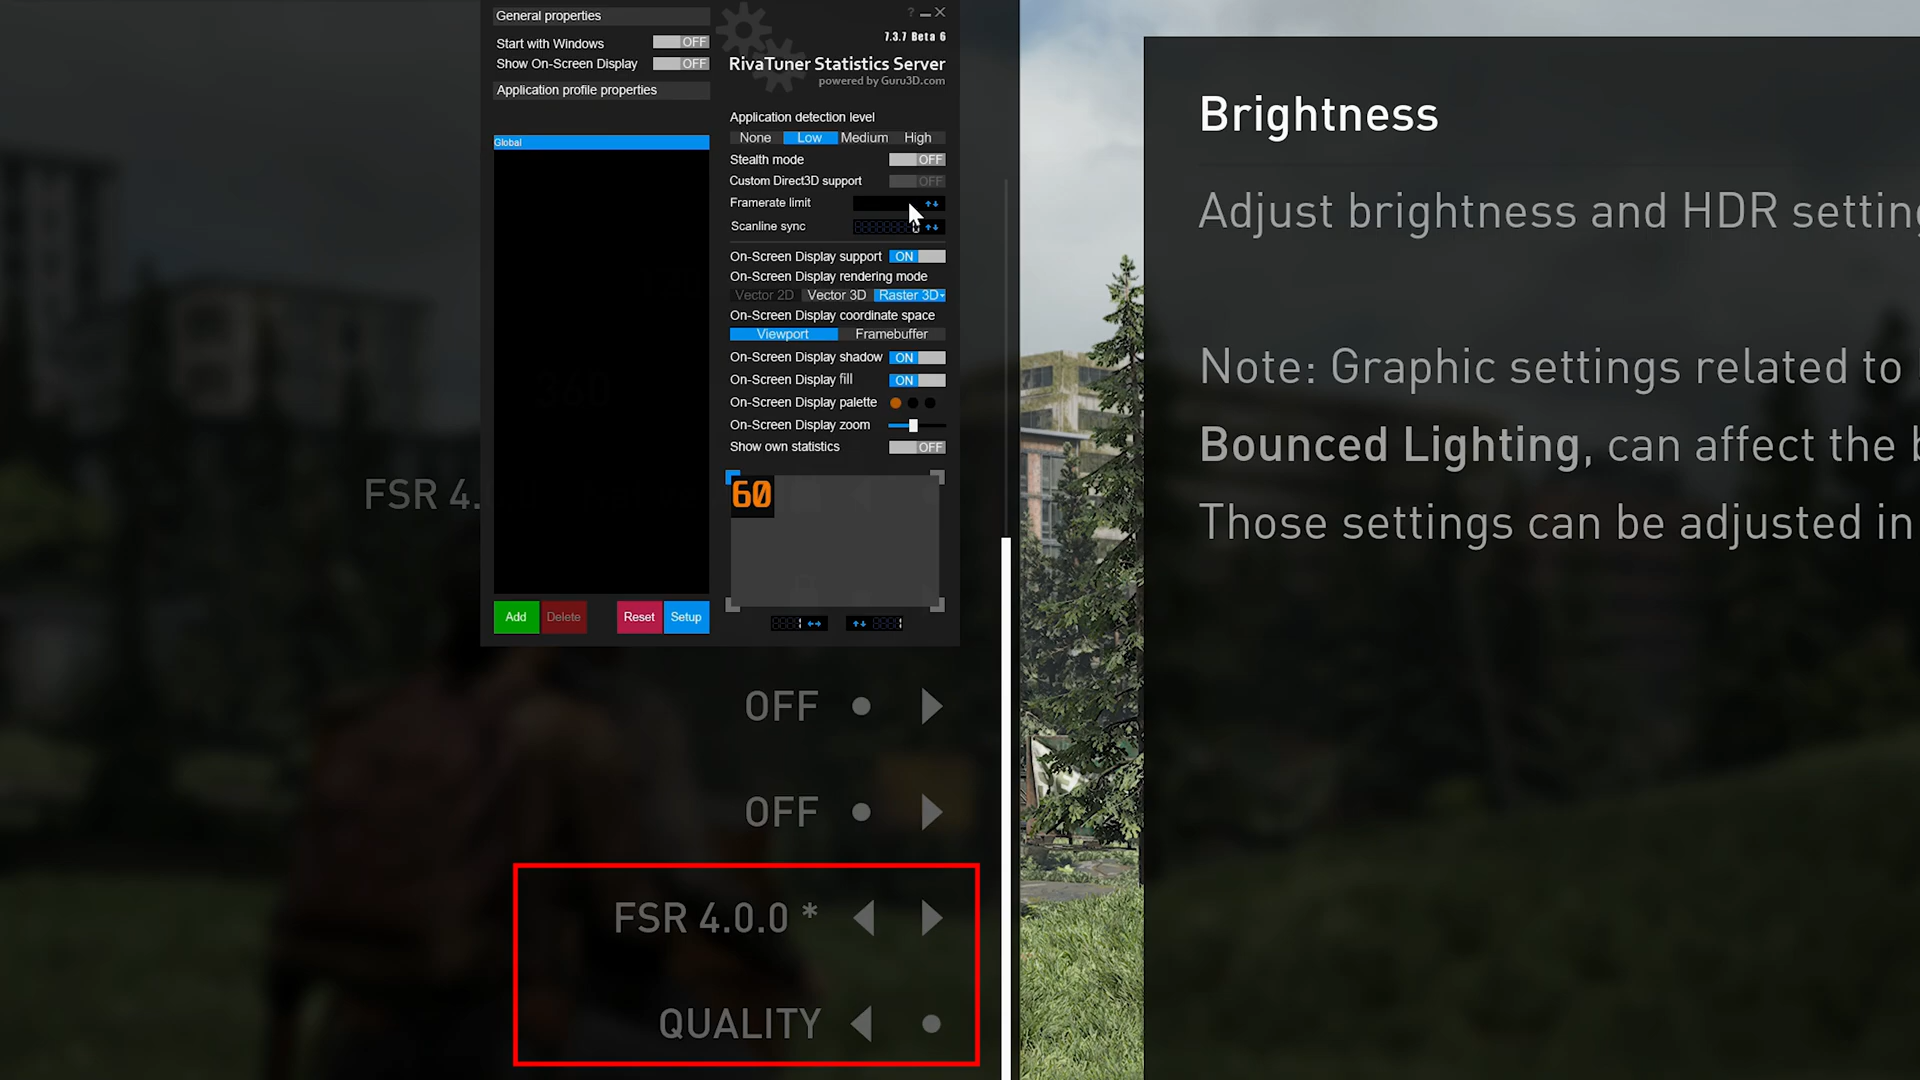 General properties
Start with Windows OFF
Show On-Screen Display OFF
Application profile properties
Global
Add Delete Reset Setup
? _ ×
7.3.7 Beta 6
RivaTuner Statistics Server
powered by Guru3D.com
Application detection level
None Low Medium High
Stealth mode OFF
Custom Direct3D support OFF
Framerate limit
Scanline sync
On-Screen Display support ON
On-Screen Display rendering mode
Vector 2D Vector 3D Raster 3D
On-Screen Display coordinate space
Viewport Framebuffer
On-Screen Display shadow ON
On-Screen Display fill ON
On-Screen Display palette
On-Screen Display zoom
Show own statistics OFF
60
360
FSR 4.
OFF
OFF
FSR 4.0.0 *
QUALITY
Brightness
Adjust brightness and HDR setting
Note: Graphic settings related to
Bounced Lighting, can affect the b
Those settings can be adjusted in